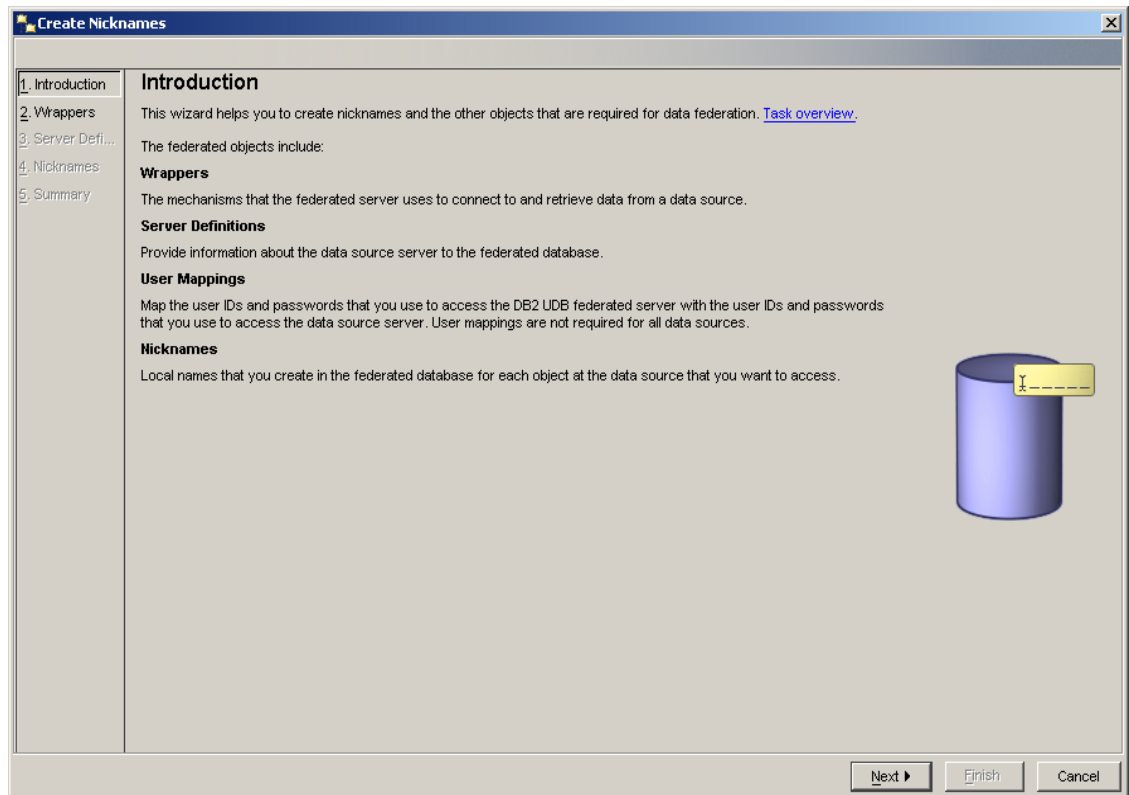 Create Nicknames
1. Introduction
2. Wrappers
3. Server Defi...
4. Nicknames
5. Summary
Introduction
This wizard helps you to create nicknames and the other objects that are required for data federation. Task overview.
The federated objects include:
Wrappers
The mechanisms that the federated server uses to connect to and retrieve data from a data source.
Server Definitions
Provide information about the data source server to the federated database.
User Mappings
Map the user IDs and passwords that you use to access the DB2 UDB federated server with the user IDs and passwords
that you use to access the data source server. User mappings are not required for all data sources.
Nicknames
Local names that you create in the federated database for each object at the data source that you want to access.
Next
Finish
Cancel